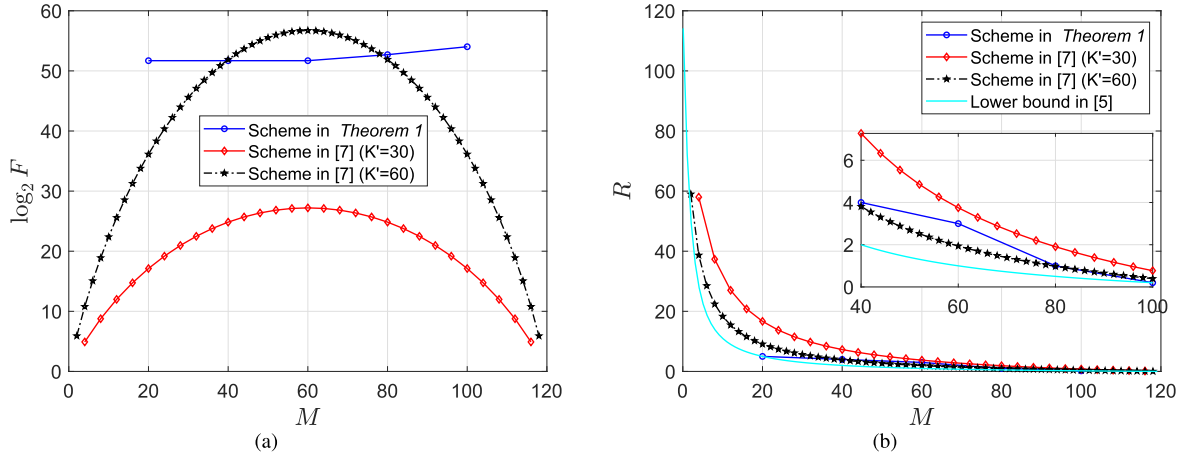 60
50
40
30
20
10
0
0
20
40
60
80
100
120
log₂ F
M
Scheme in Theorem 1
Scheme in [7] (K'=30)
Scheme in [7] (K'=60)
(a)
120
100
80
60
40
20
0
0
20
40
60
80
100
120
R
M
Scheme in Theorem 1
Scheme in [7] (K'=30)
Scheme in [7] (K'=60)
Lower bound in [5]
6
4
2
0
40
60
80
100
(b)